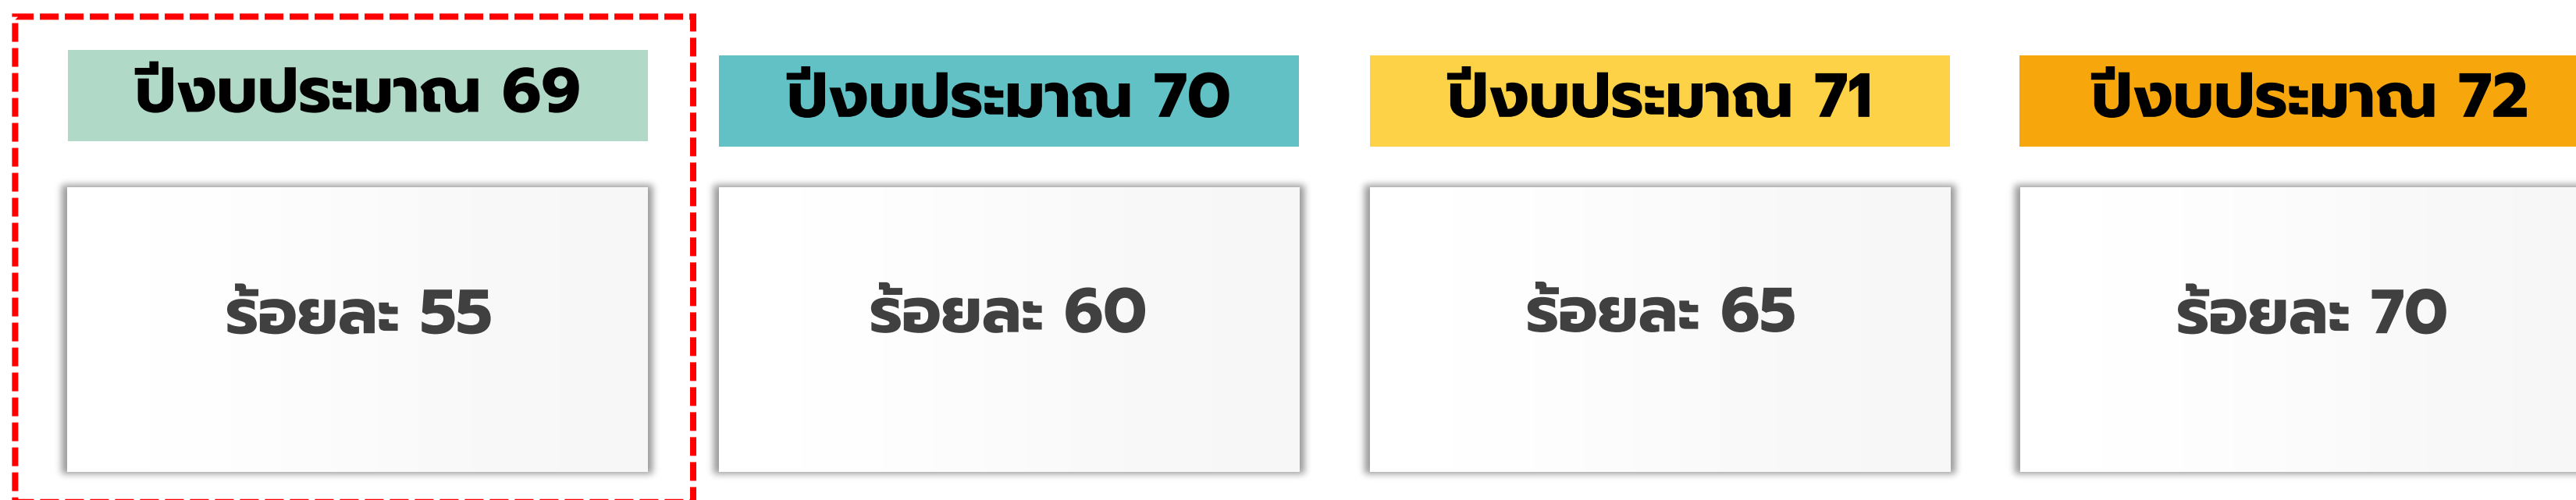 ปีงบประมาณ 69
ปีงบประมาณ 70
ปีงบประมาณ 71
ปีงบประมาณ 72
ร้อยละ 55
ร้อยละ 60
ร้อยละ 65
ร้อยละ 70